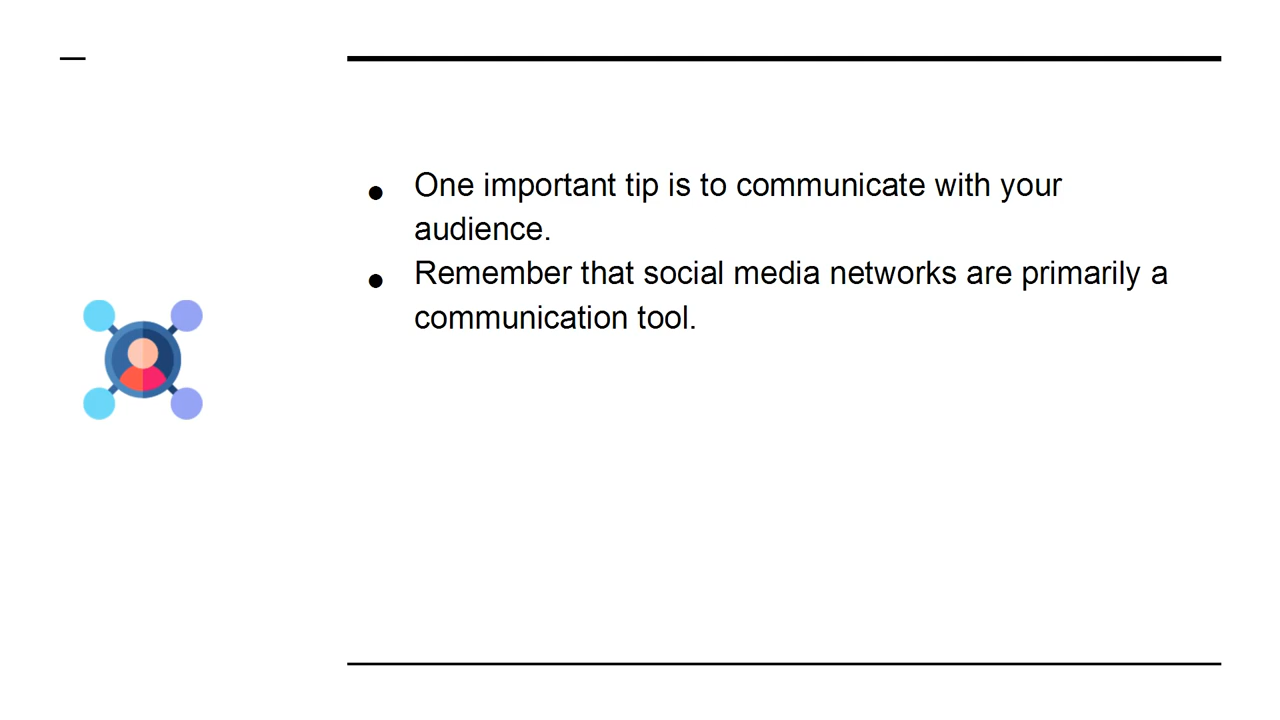 ● One important tip is to communicate with your
audience.
● Remember that social media networks are primarily a
communication tool.